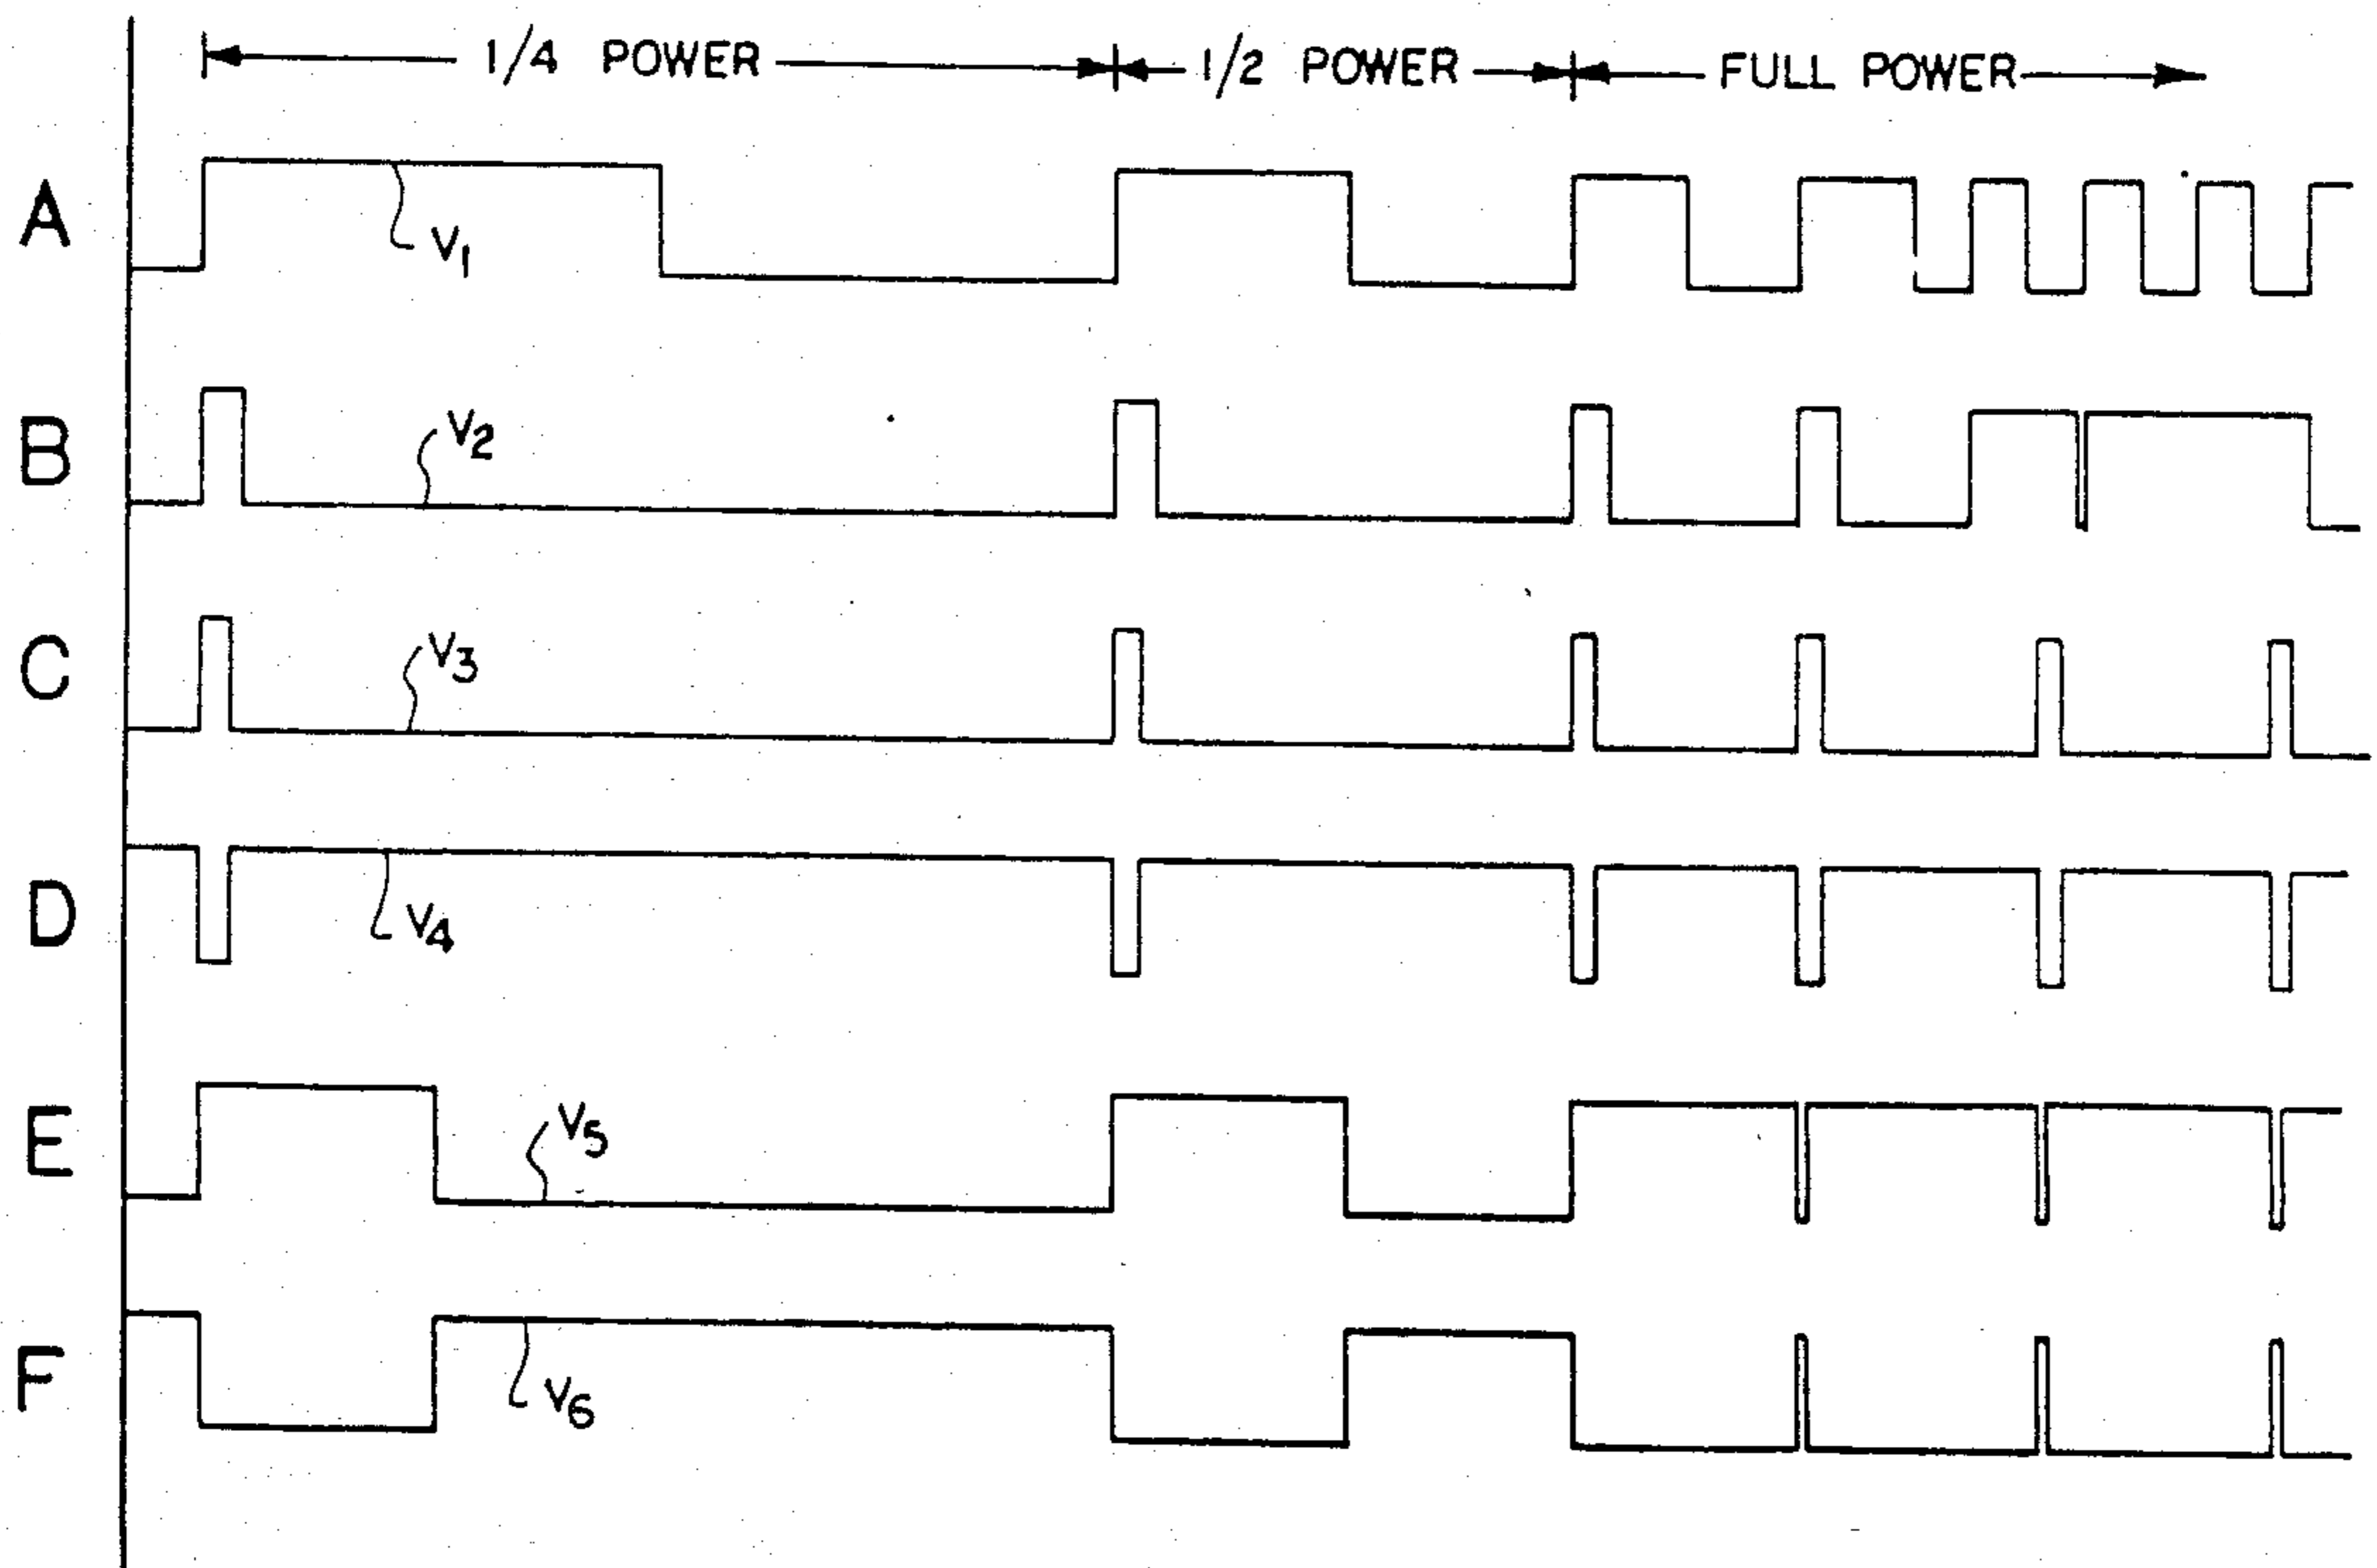 1/4 POWER 1/2 POWER FULL POWER
A
V1
B
V2
C
V3
D
V4
E
V5
F
V6